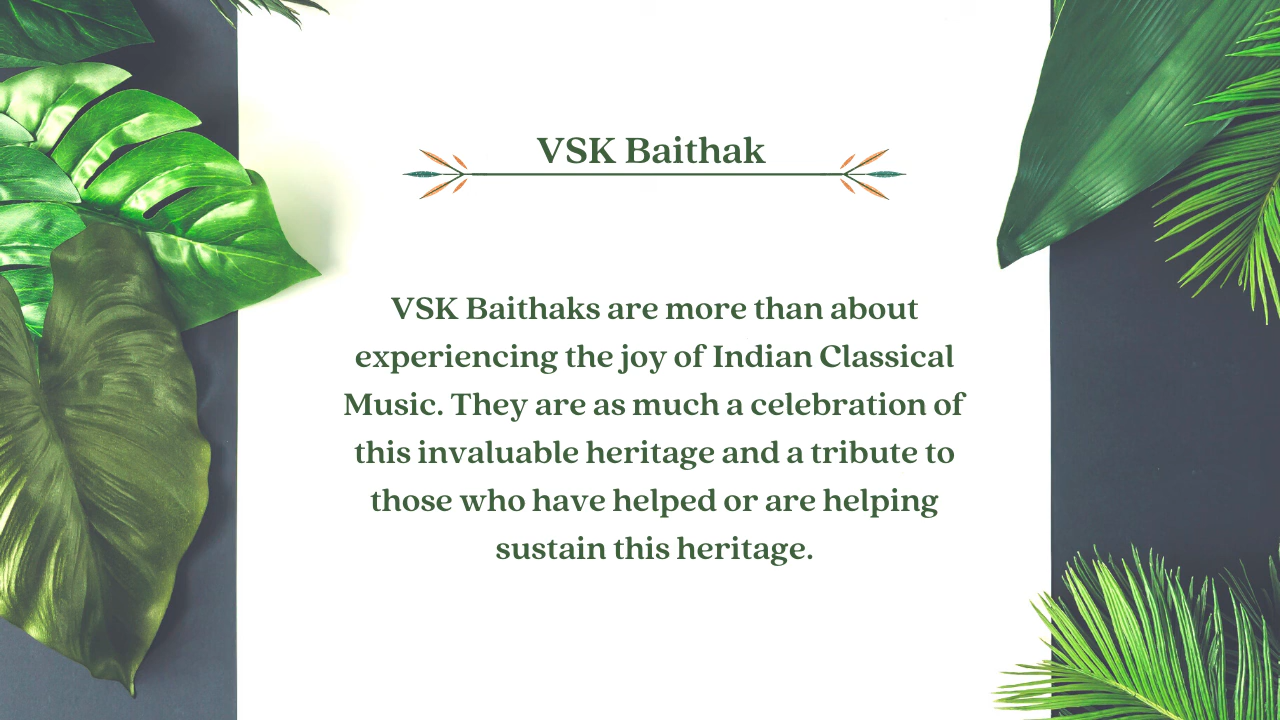 VSK Baithak
VSK Baithaks are more than about
experiencing the joy of Indian Classical
Music. They are as much a celebration of
this invaluable heritage and a tribute to
those who have helped or are helping
sustain this heritage.